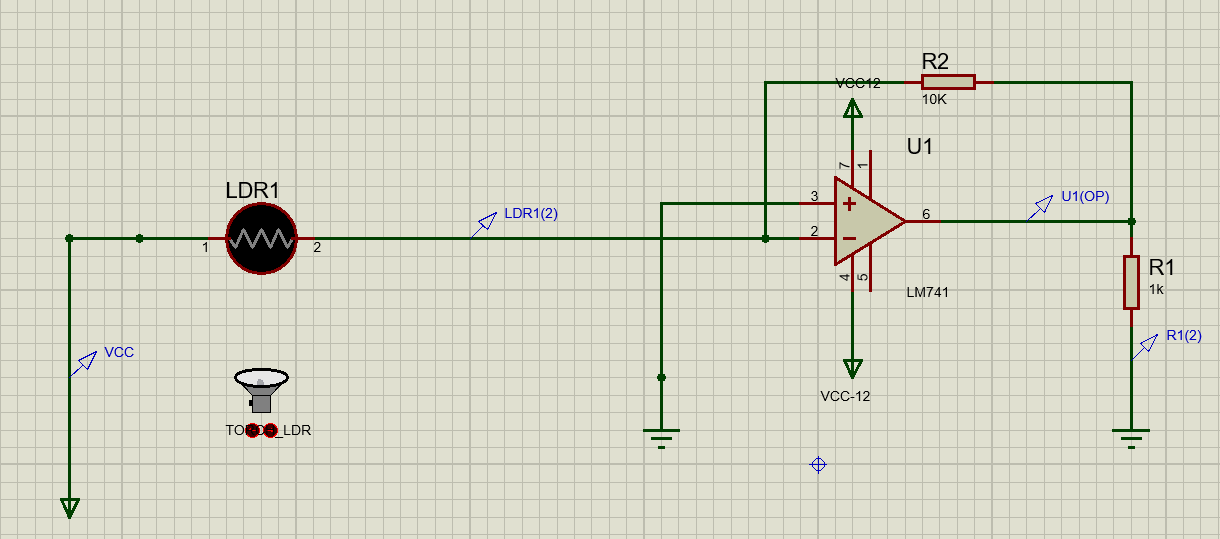 R2
VCC12
10K
U1
7
1
LDR1
3
U1(OP)
LDR1(2)
6
2
1
2
R1
4
5
1k
LM741
R1(2)
VCC
VCC-12